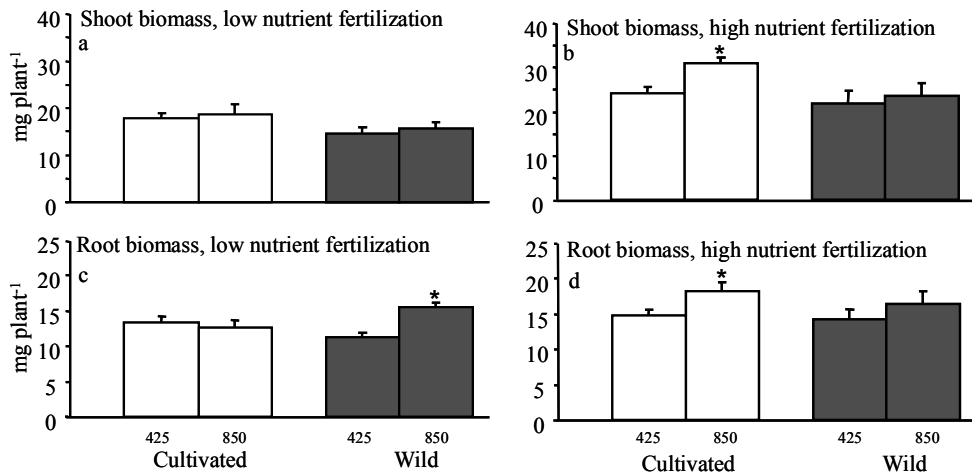 Shoot biomass, low nutrient fertilization
a
40
30
20
10
0
mg plant⁻¹
Shoot biomass, high nutrient fertilization
b
*
40
30
20
10
0
Root biomass, low nutrient fertilization
c
*
25
20
15
10
5
0
mg plant⁻¹
425 850 425 850
Cultivated Wild
Root biomass, high nutrient fertilization
d
*
25
20
15
10
5
0
425 850 425 850
Cultivated Wild